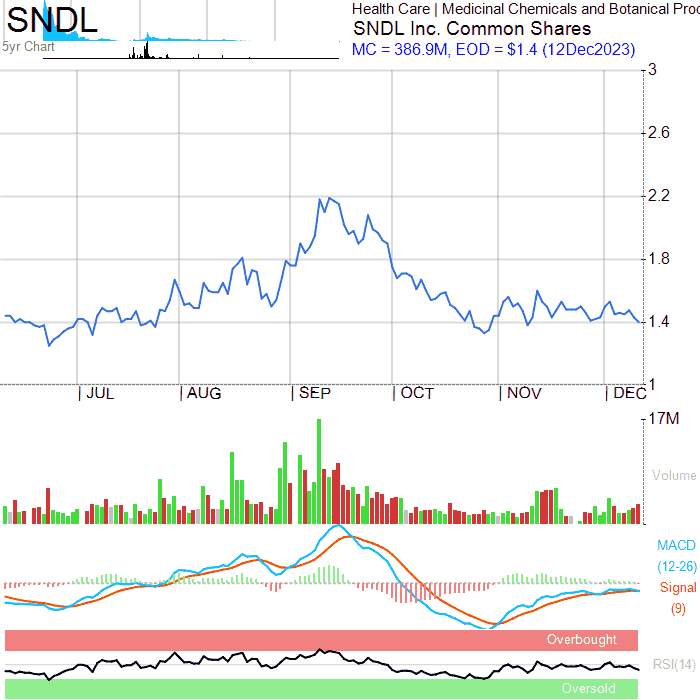 SNDL
Health Care | Medicinal Chemicals and Botanical Proc
SNDL Inc. Common Shares
MC = 386.9M, EOD = $1.4 (12Dec2023)
5yr Chart
3
2.6
2.2
1.8
1.4
1
| JUL | AUG | SEP | OCT | NOV | DEC
17M
Volume
MACD
(12-26)
Signal
(9)
Overbought
RSI(14)
Oversold